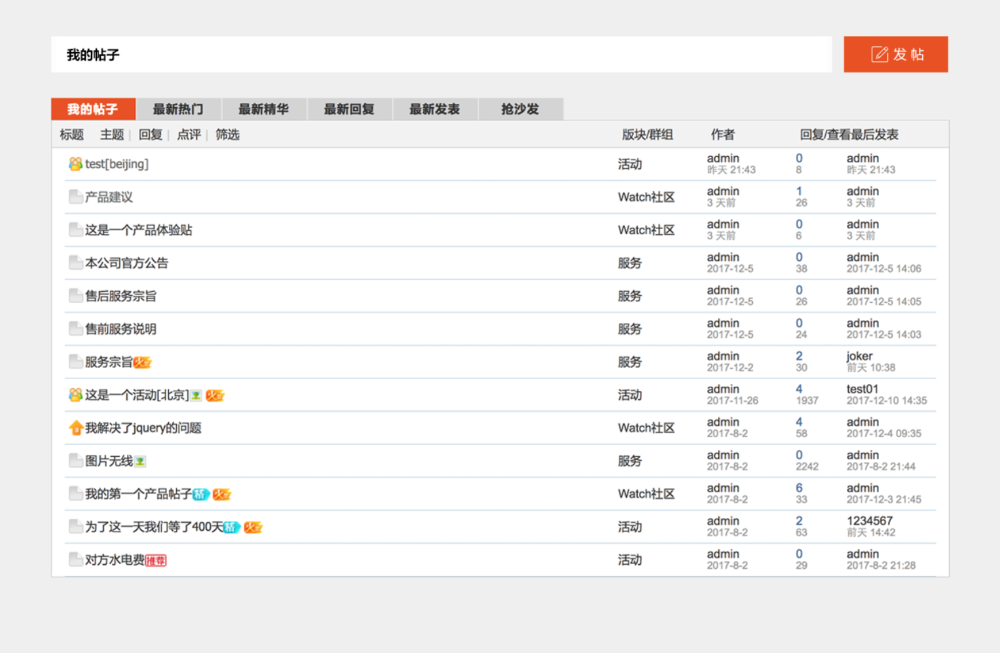 我的帖子
发 帖
我的帖子 最新热门 最新精华 最新回复 最新发表 抢沙发
标题 主题 | 回复 | 点评 | 筛选 版块/群组 作者 回复/查看最后发表
test[beijing] 活动 admin 0 admin
昨天 21:43 8 昨天 21:43
产品建议 Watch社区 admin 1 admin
3 天前 26 3 天前
这是一个产品体验贴 Watch社区 admin 0 admin
3 天前 6 3 天前
本公司官方公告 服务 admin 0 admin
2017-12-5 38 2017-12-5 14:06
售后服务宗旨 服务 admin 0 admin
2017-12-5 26 2017-12-5 14:05
售前服务说明 服务 admin 0 admin
2017-12-5 24 2017-12-5 14:03
服务宗旨 火 服务 admin 2 joker
2017-12-2 30 前天 10:38
这是一个活动[北京] 火 活动 admin 4 test01
2017-11-26 1937 2017-12-10 14:35
我解决了jquery的问题 Watch社区 admin 4 admin
2017-8-2 58 2017-12-4 09:35
图片无线 服务 admin 0 admin
2017-8-2 2242 2017-8-2 21:44
我的第一个产品帖子 精 火 Watch社区 admin 6 admin
2017-8-2 33 2017-12-3 21:45
为了这一天我们等了400天 精 火 活动 admin 2 1234567
2017-8-2 63 前天 14:42
对方水电费 推荐 活动 admin 0 admin
2017-8-2 29 2017-8-2 21:28